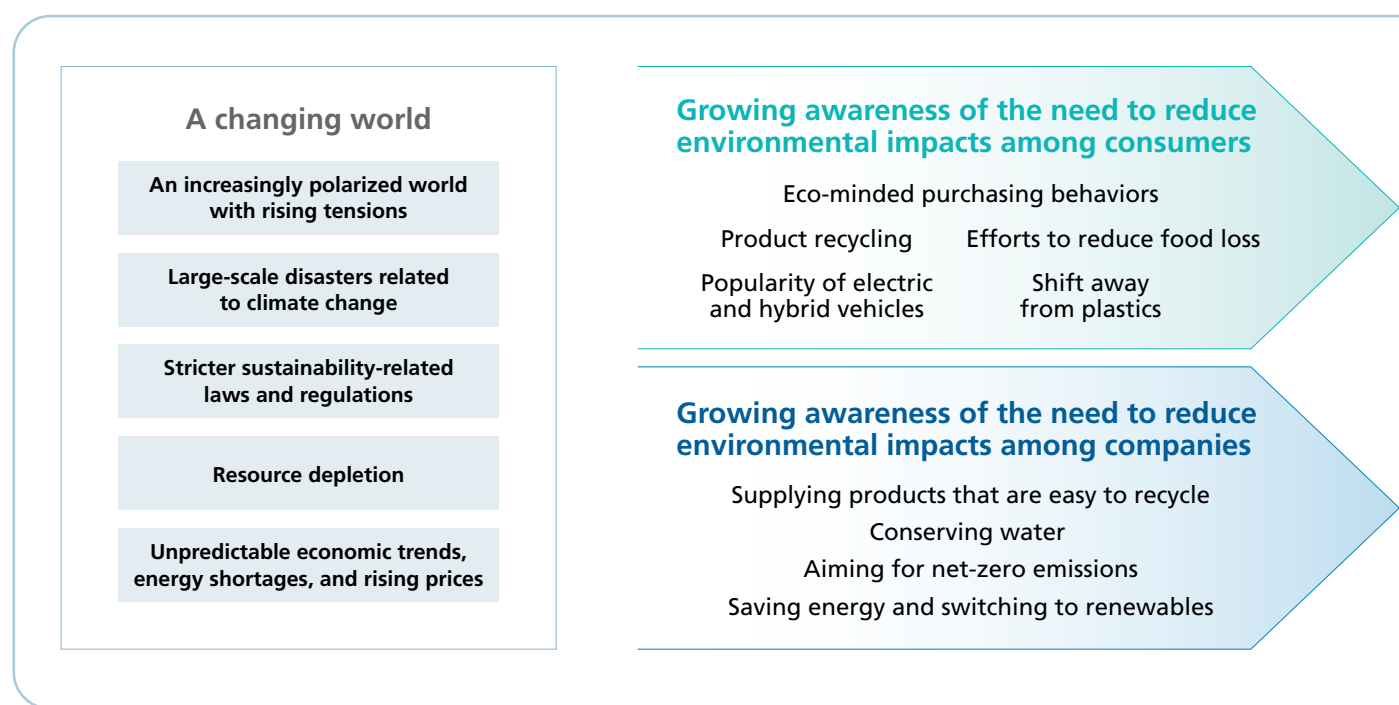 A changing world
An increasingly polarized world
with rising tensions
Large-scale disasters related
to climate change
Stricter sustainability-related
laws and regulations
Resource depletion
Unpredictable economic trends,
energy shortages, and rising prices
Growing awareness of the need to reduce
environmental impacts among consumers
Eco-minded purchasing behaviors
Product recycling
Efforts to reduce food loss
Popularity of electric
and hybrid vehicles
Shift away
from plastics
Growing awareness of the need to reduce
environmental impacts among companies
Supplying products that are easy to recycle
Conserving water
Aiming for net-zero emissions
Saving energy and switching to renewables